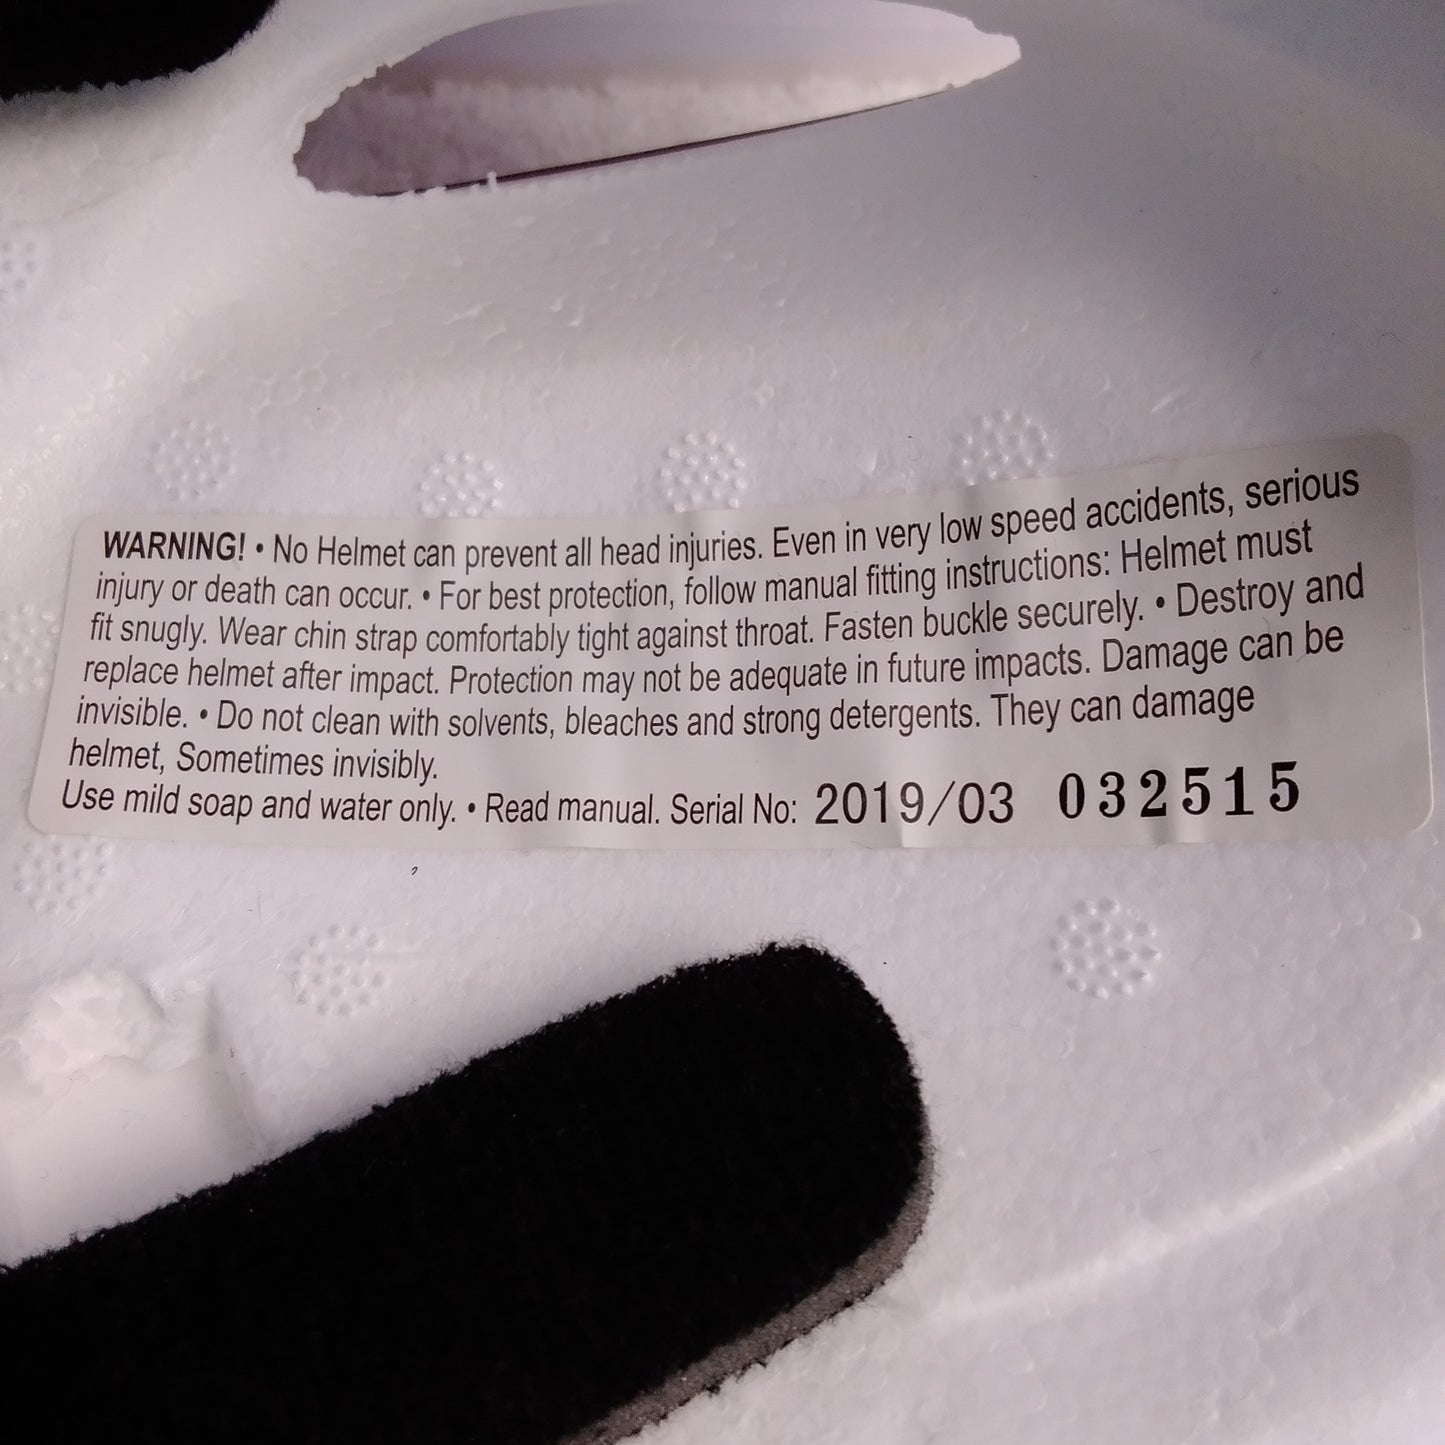 WARNING! • No Helmet can prevent all head injuries. Even in very low speed accidents, serious
injury or death can occur. • For best protection, follow manual fitting instructions: Helmet must
fit snugly. Wear chin strap comfortably tight against throat. Fasten buckle securely. • Destroy and
replace helmet after impact. Protection may not be adequate in future impacts. Damage can be
invisible. • Do not clean with solvents, bleaches and strong detergents. They can damage
helmet, Sometimes invisibly.
Use mild soap and water only. • Read manual. Serial No: 2019/03 032515